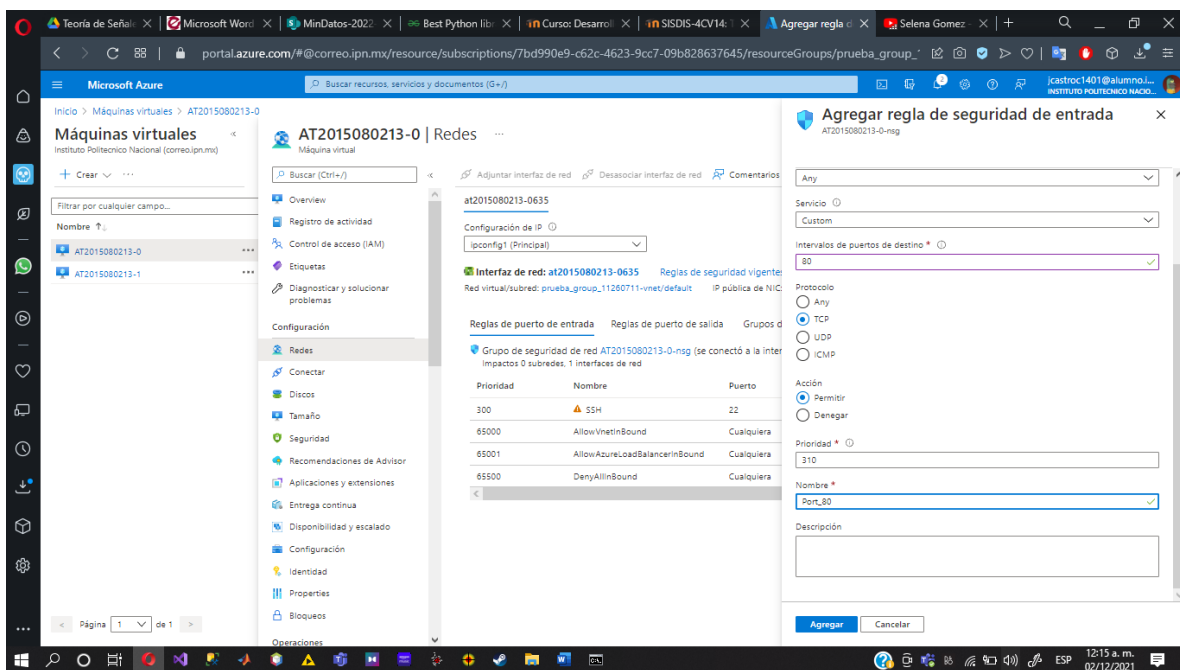 Teoría de Señale
Microsoft Word
MinDatos-2022
Best Python libr
Curso: Desarroll
SISDIS-4CV14: 1
Agregar regla d
Selena Gomez -
portal.azure.com/#@correo.ipn.mx/resource/subscriptions/7bd990e9-c62c-4623-9cc7-09b828637645/resourceGroups/prueba_group_
Microsoft Azure
Buscar recursos, servicios y documentos (G+/)
2
jcastroc1401@alumno.i...
INSTITUTO POLITECNICO NACIO...
Inicio > Máquinas virtuales > AT2015080213-0
Máquinas virtuales
Instituto Politecnico Nacional (correo.ipn.mx)
+ Crear ...
Filtrar por cualquier campo...
Nombre ↑↓
AT2015080213-0 ...
AT2015080213-1 ...
< Página 1 de 1 >
AT2015080213-0 | Redes ...
Máquina virtual
Buscar (Ctrl+/)
Overview
Registro de actividad
Control de acceso (IAM)
Etiquetas
Diagnosticar y solucionar
problemas
Configuración
Redes
Conectar
Discos
Tamaño
Seguridad
Recomendaciones de Advisor
Aplicaciones y extensiones
Entrega continua
Disponibilidad y escalado
Configuración
Identidad
Properties
Bloqueos
Operaciones
Adjuntar interfaz de red Desasociar interfaz de red Comentarios
at2015080213-0635
Configuración de IP
ipconfig1 (Principal)
Interfaz de red: at2015080213-0635 Reglas de seguridad vigentes
Red virtual/subred: prueba_group_11260711-vnet/default IP pública de NIC:
Reglas de puerto de entrada Reglas de puerto de salida Grupos d
Grupo de seguridad de red AT2015080213-0-nsg (se conectó a la inter
Impactos 0 subredes, 1 interfaces de red
Prioridad Nombre Puerto
300 SSH 22
65000 AllowVnetInBound Cualquiera
65001 AllowAzureLoadBalancerInBound Cualquiera
65500 DenyAllInBound Cualquiera
Agregar regla de seguridad de entrada
AT2015080213-0-nsg
Any
Servicio
Custom
Intervalos de puertos de destino *
80
Protocolo
Any
TCP
UDP
ICMP
Acción
Permitir
Denegar
Prioridad *
310
Nombre *
Port_80
Descripción
Agregar Cancelar
ESP
12:15 a. m.
02/12/2021